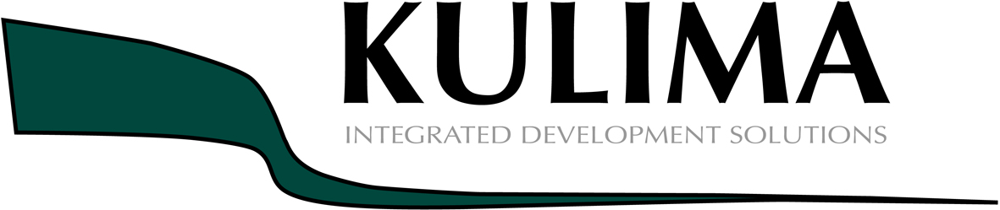 KULIMA
INTEGRATED DEVELOPMENT SOLUTIONS